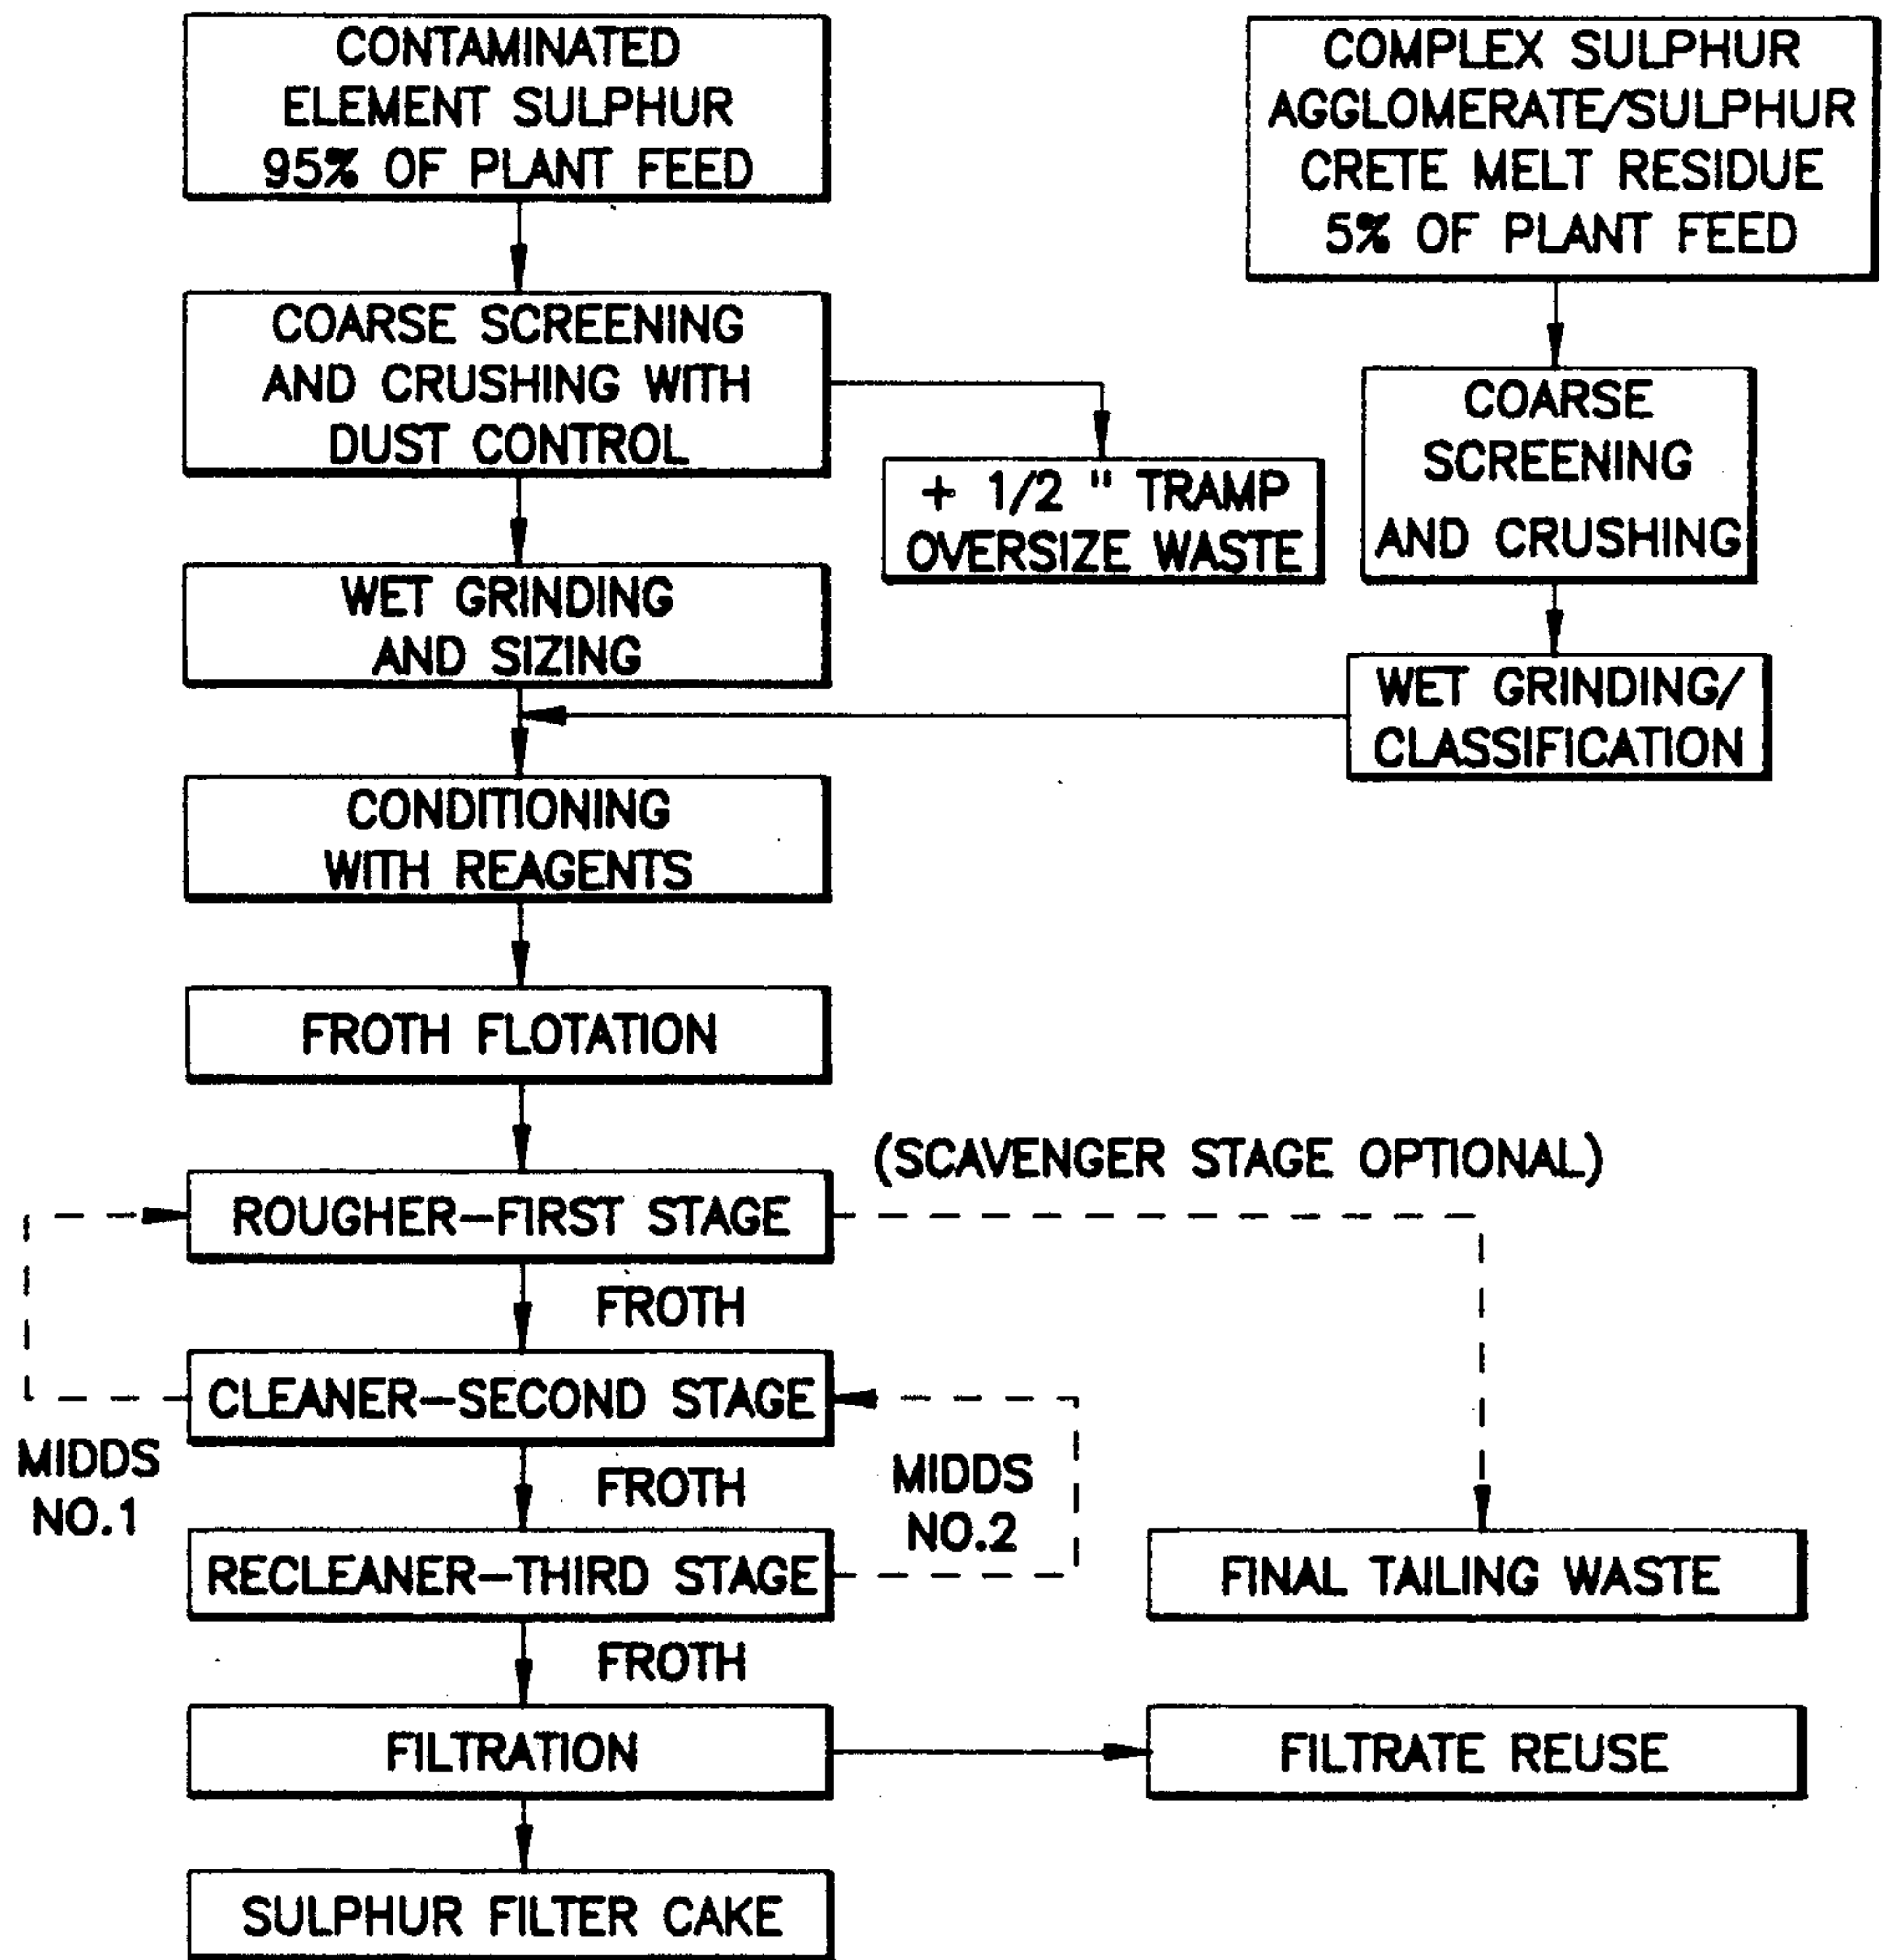 CONTAMINATED
ELEMENT SULPHUR
95% OF PLANT FEED
COMPLEX SULPHUR
AGGLOMERATE/SULPHUR
CRETE MELT RESIDUE
5% OF PLANT FEED
COARSE SCREENING
AND CRUSHING WITH
DUST CONTROL
+ 1/2 " TRAMP
OVERSIZE WASTE
COARSE
SCREENING
AND CRUSHING
WET GRINDING
AND SIZING
WET GRINDING/
CLASSIFICATION
CONDITIONING
WITH REAGENTS
FROTH FLOTATION
(SCAVENGER STAGE OPTIONAL)
ROUGHER-FIRST STAGE
FROTH
CLEANER-SECOND STAGE
MIDDS
NO.1
FROTH
MIDDS
NO.2
RECLEANER-THIRD STAGE
FINAL TAILING WASTE
FROTH
FILTRATION
FILTRATE REUSE
SULPHUR FILTER CAKE